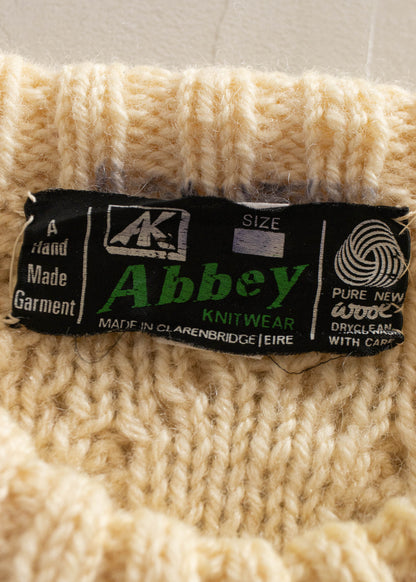 A
Hand
Made
Garment
AK
SIZE
Abbey
KNITWEAR
MADE IN CLARENBRIDGE | EIRE
PURE NEW
WOOL
DRYCLEAN
WITH CARE